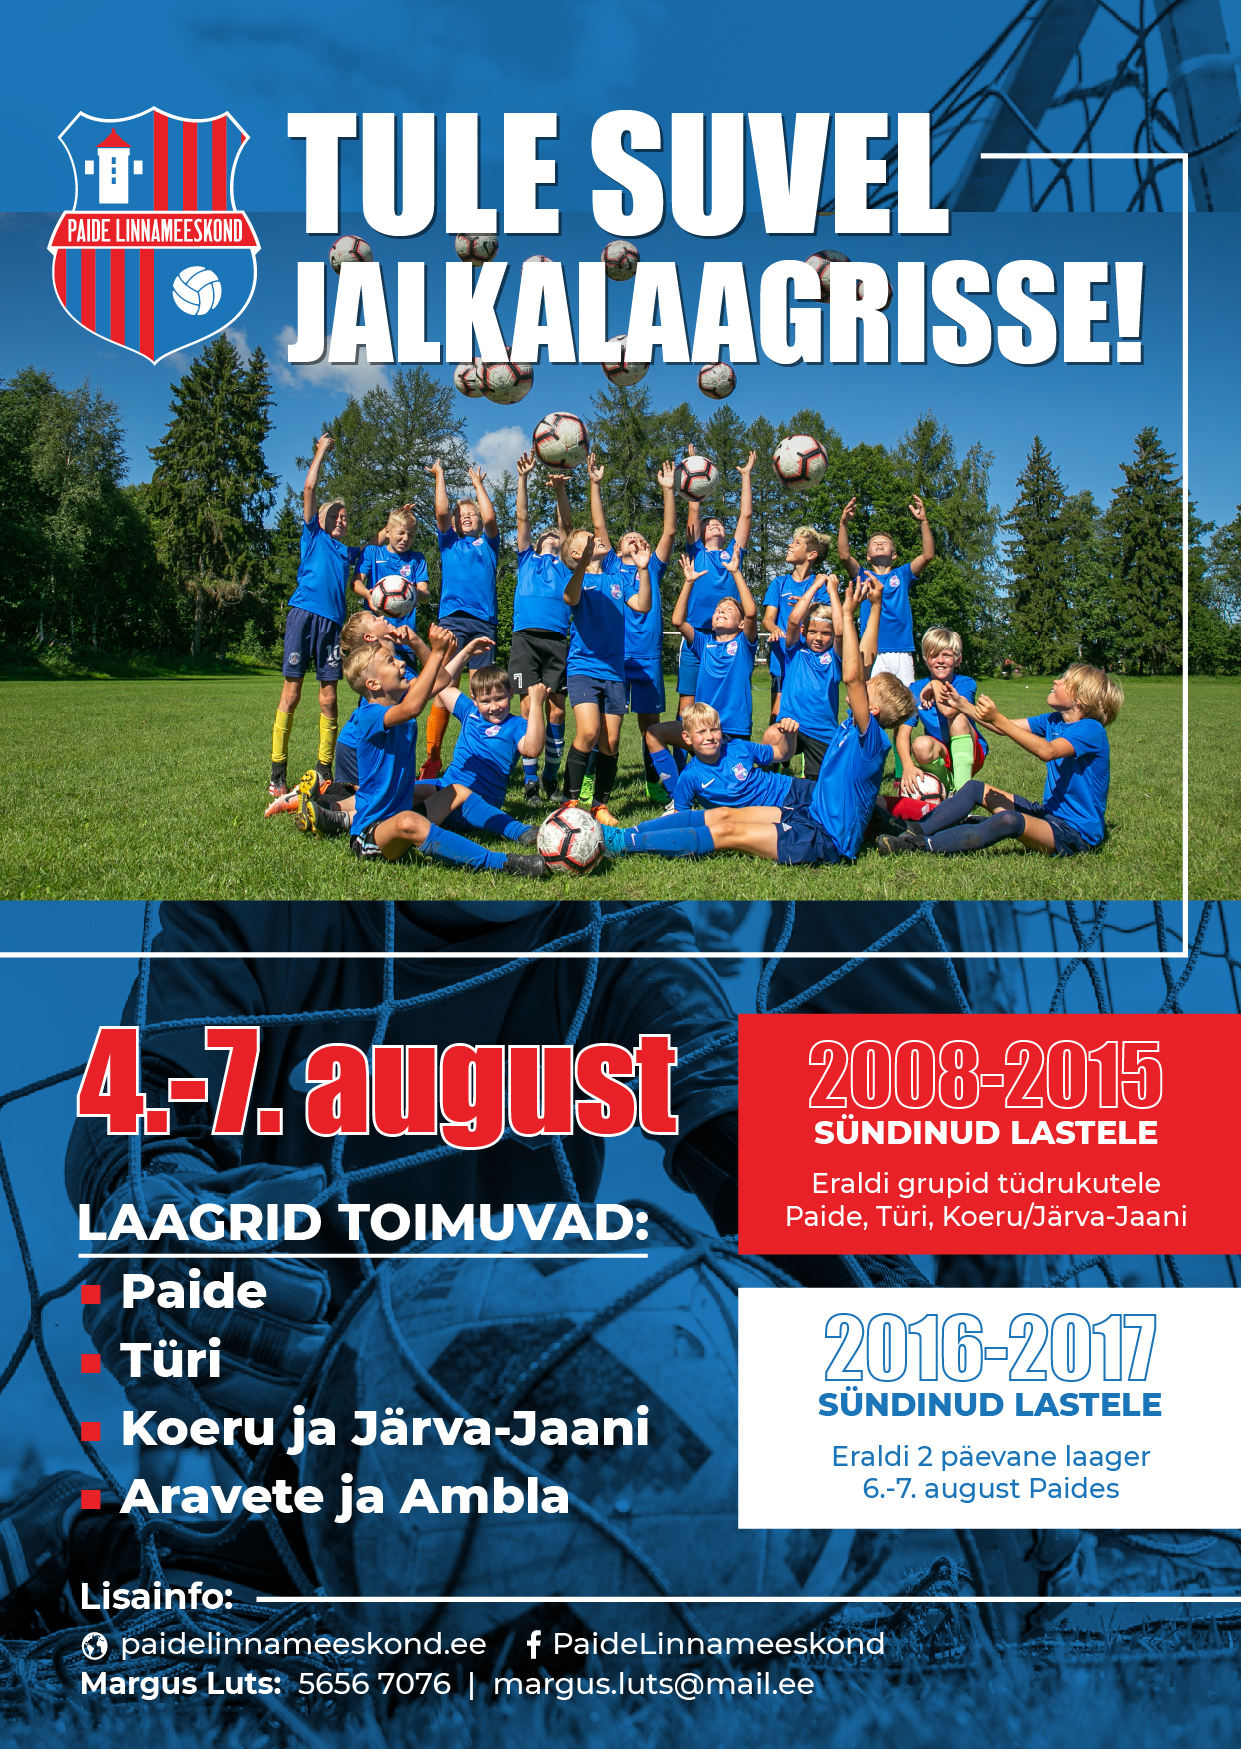 TULE SUVEL
JALKALAAGRISSE!
PAIDE LINNAMEESKOND
4.-7. august
LAAGRID TOIMUVAD:
Paide
Türi
Koeru ja Järva-Jaani
Aravete ja Ambla
2008-2015
SÜNDINUD LASTELE
Eraldi grupid tüdrukutele
Paide, Türi, Koeru/Järva-Jaani
2016-2017
SÜNDINUD LASTELE
Eraldi 2 päevane laager
6.-7. august Paides
Lisainfo:
paidelinnameeskond.ee PaideLinnameeskond
Margus Luts: 5656 7076 | margus.luts@mail.ee